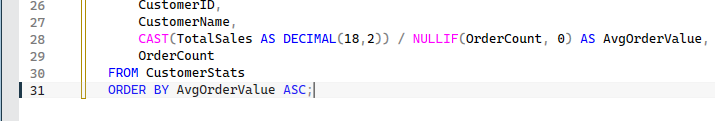 26 CustomerID,
27 CustomerName,
28 CAST(TotalSales AS DECIMAL(18,2)) / NULLIF(OrderCount, 0) AS AvgOrderValue,
29 OrderCount
30 FROM CustomerStats
31 ORDER BY AvgOrderValue ASC;